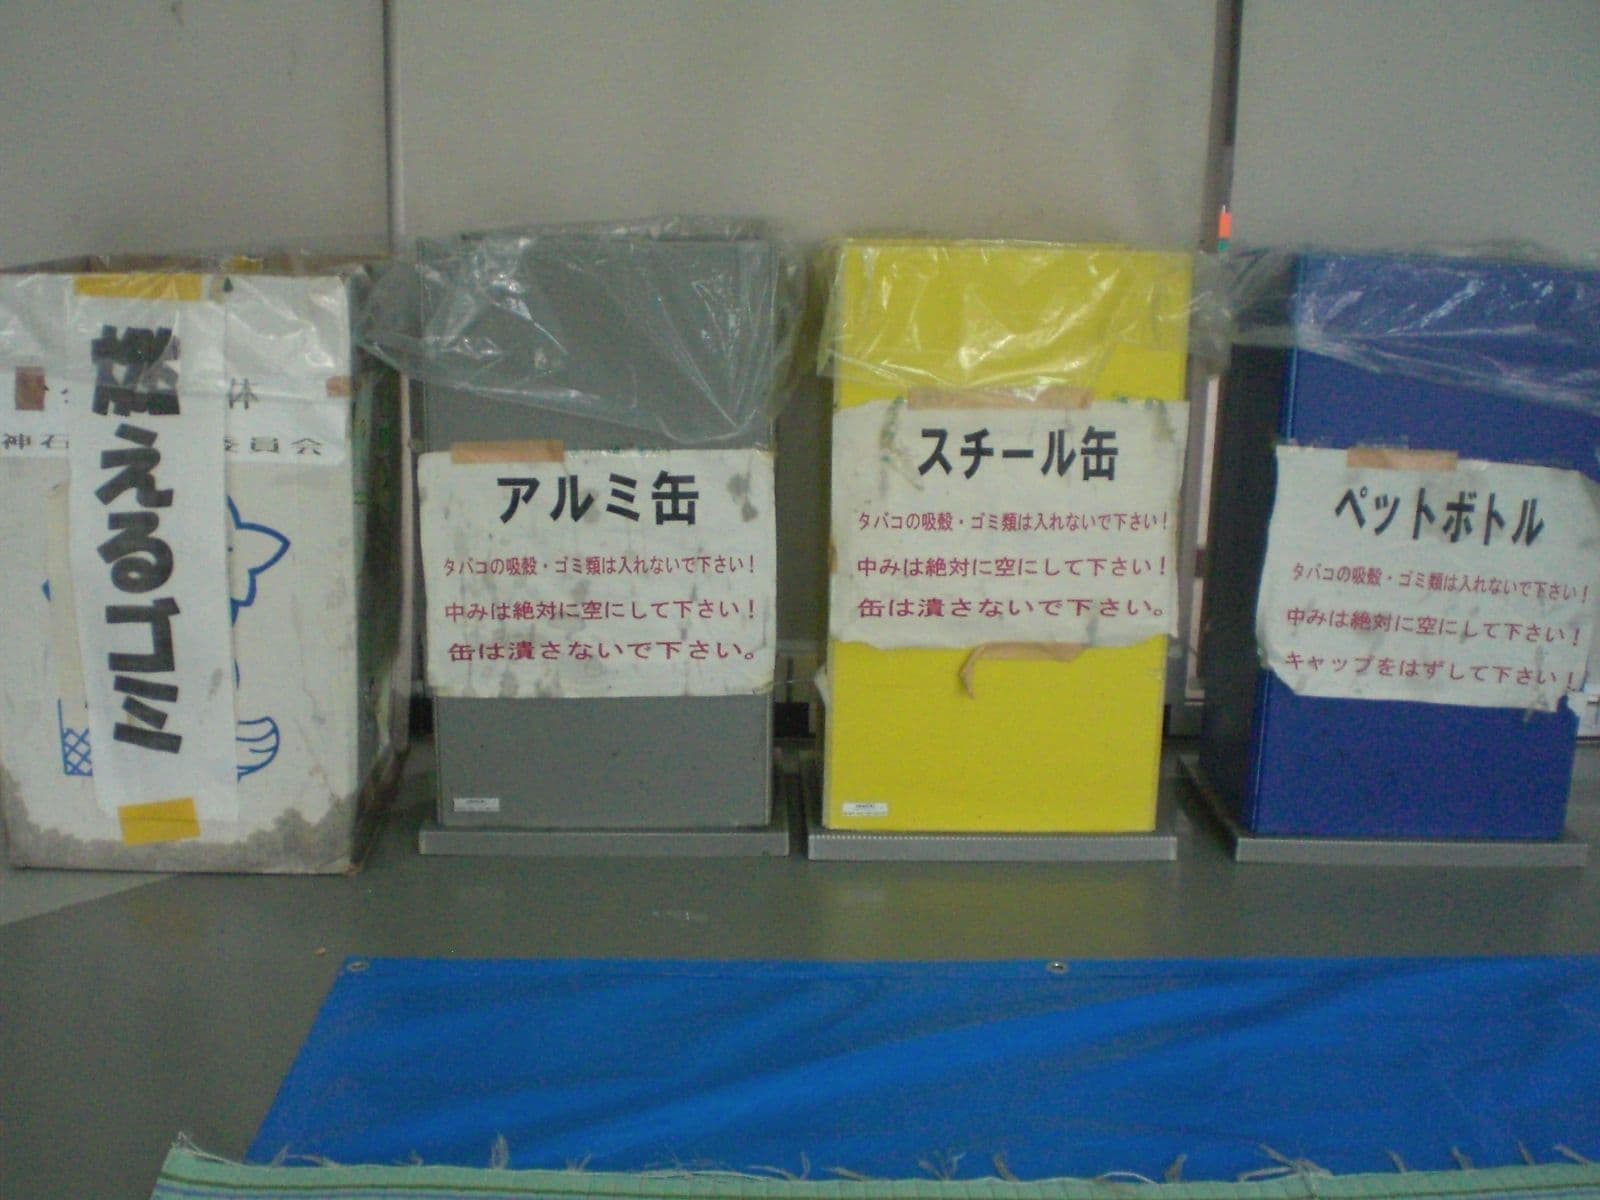 燃えるゴミ
体
神石
員会
アルミ缶
タバコの吸殻・ゴミ類は入れないで下さい！
中みは絶対に空にして下さい！
缶は潰さないで下さい。
スチール缶
タバコの吸殻・ゴミ類は入れないで下さい！
中みは絶対に空にして下さい！
缶は潰さないで下さい。
ペットボトル
タバコの吸殻・ゴミ類は入れないで下さい！
中みは絶対に空にして下さい！
キャップをはずして下さい！